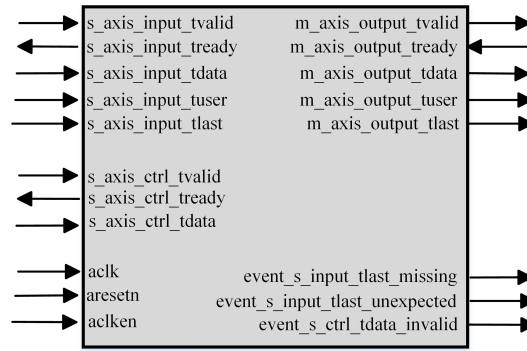 s_axis_input_tvalid
s_axis_input_tready
s_axis_input_tdata
s_axis_input_tuser
s_axis_input_tlast
s_axis_ctrl_tvalid
s_axis_ctrl_tready
s_axis_ctrl_tdata
aclk
aresetn
aclken
m_axis_output_tvalid
m_axis_output_tready
m_axis_output_tdata
m_axis_output_tuser
m_axis_output_tlast
event_s_input_tlast_missing
event_s_input_tlast_unexpected
event_s_ctrl_tdata_invalid